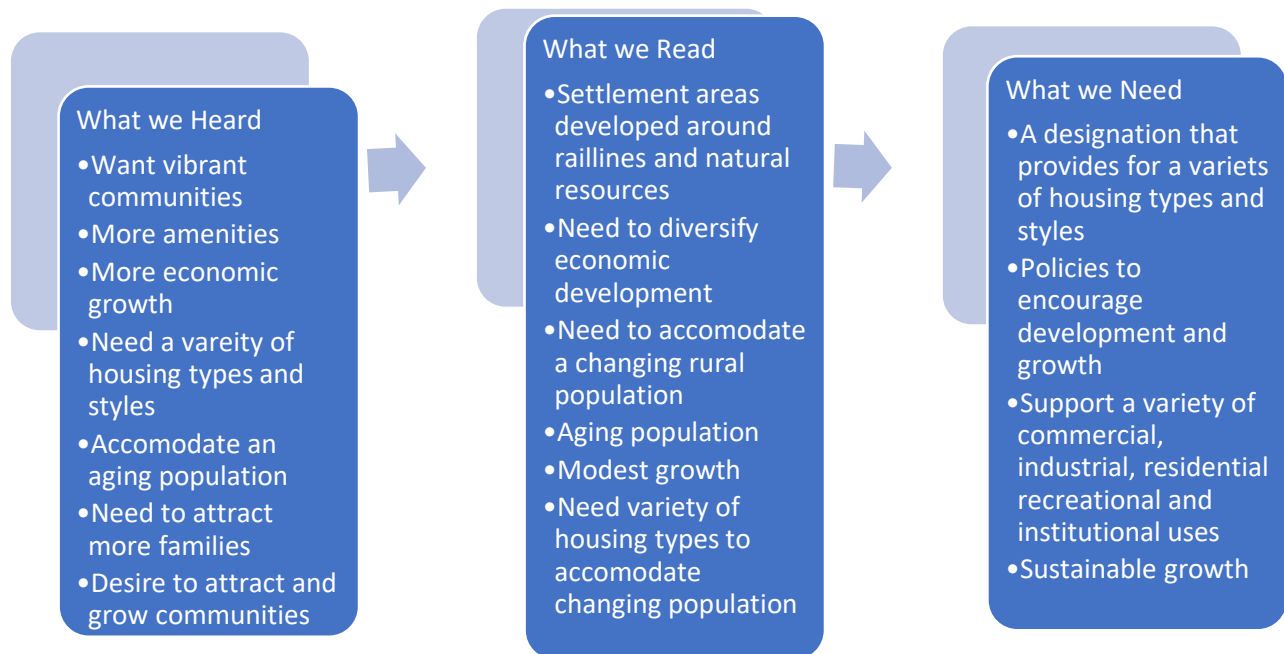 What we Heard
•Want vibrant
communities
•More amenities
•More economic
growth
•Need a vareity of
housing types and
styles
•Accomodate an
aging population
•Need to attract
more families
•Desire to attract and
grow communities
What we Read
•Settlement areas
developed around
raillines and natural
resources
•Need to diversify
economic
development
•Need to accomodate
a changing rural
population
•Aging population
•Modest growth
•Need variety of
housing types to
accomodate
changing population
What we Need
•A designation that
provides for a variets
of housing types and
styles
•Policies to
encourage
development and
growth
•Support a variety of
commercial,
industrial, residential
recreational and
institutional uses
•Sustainable growth